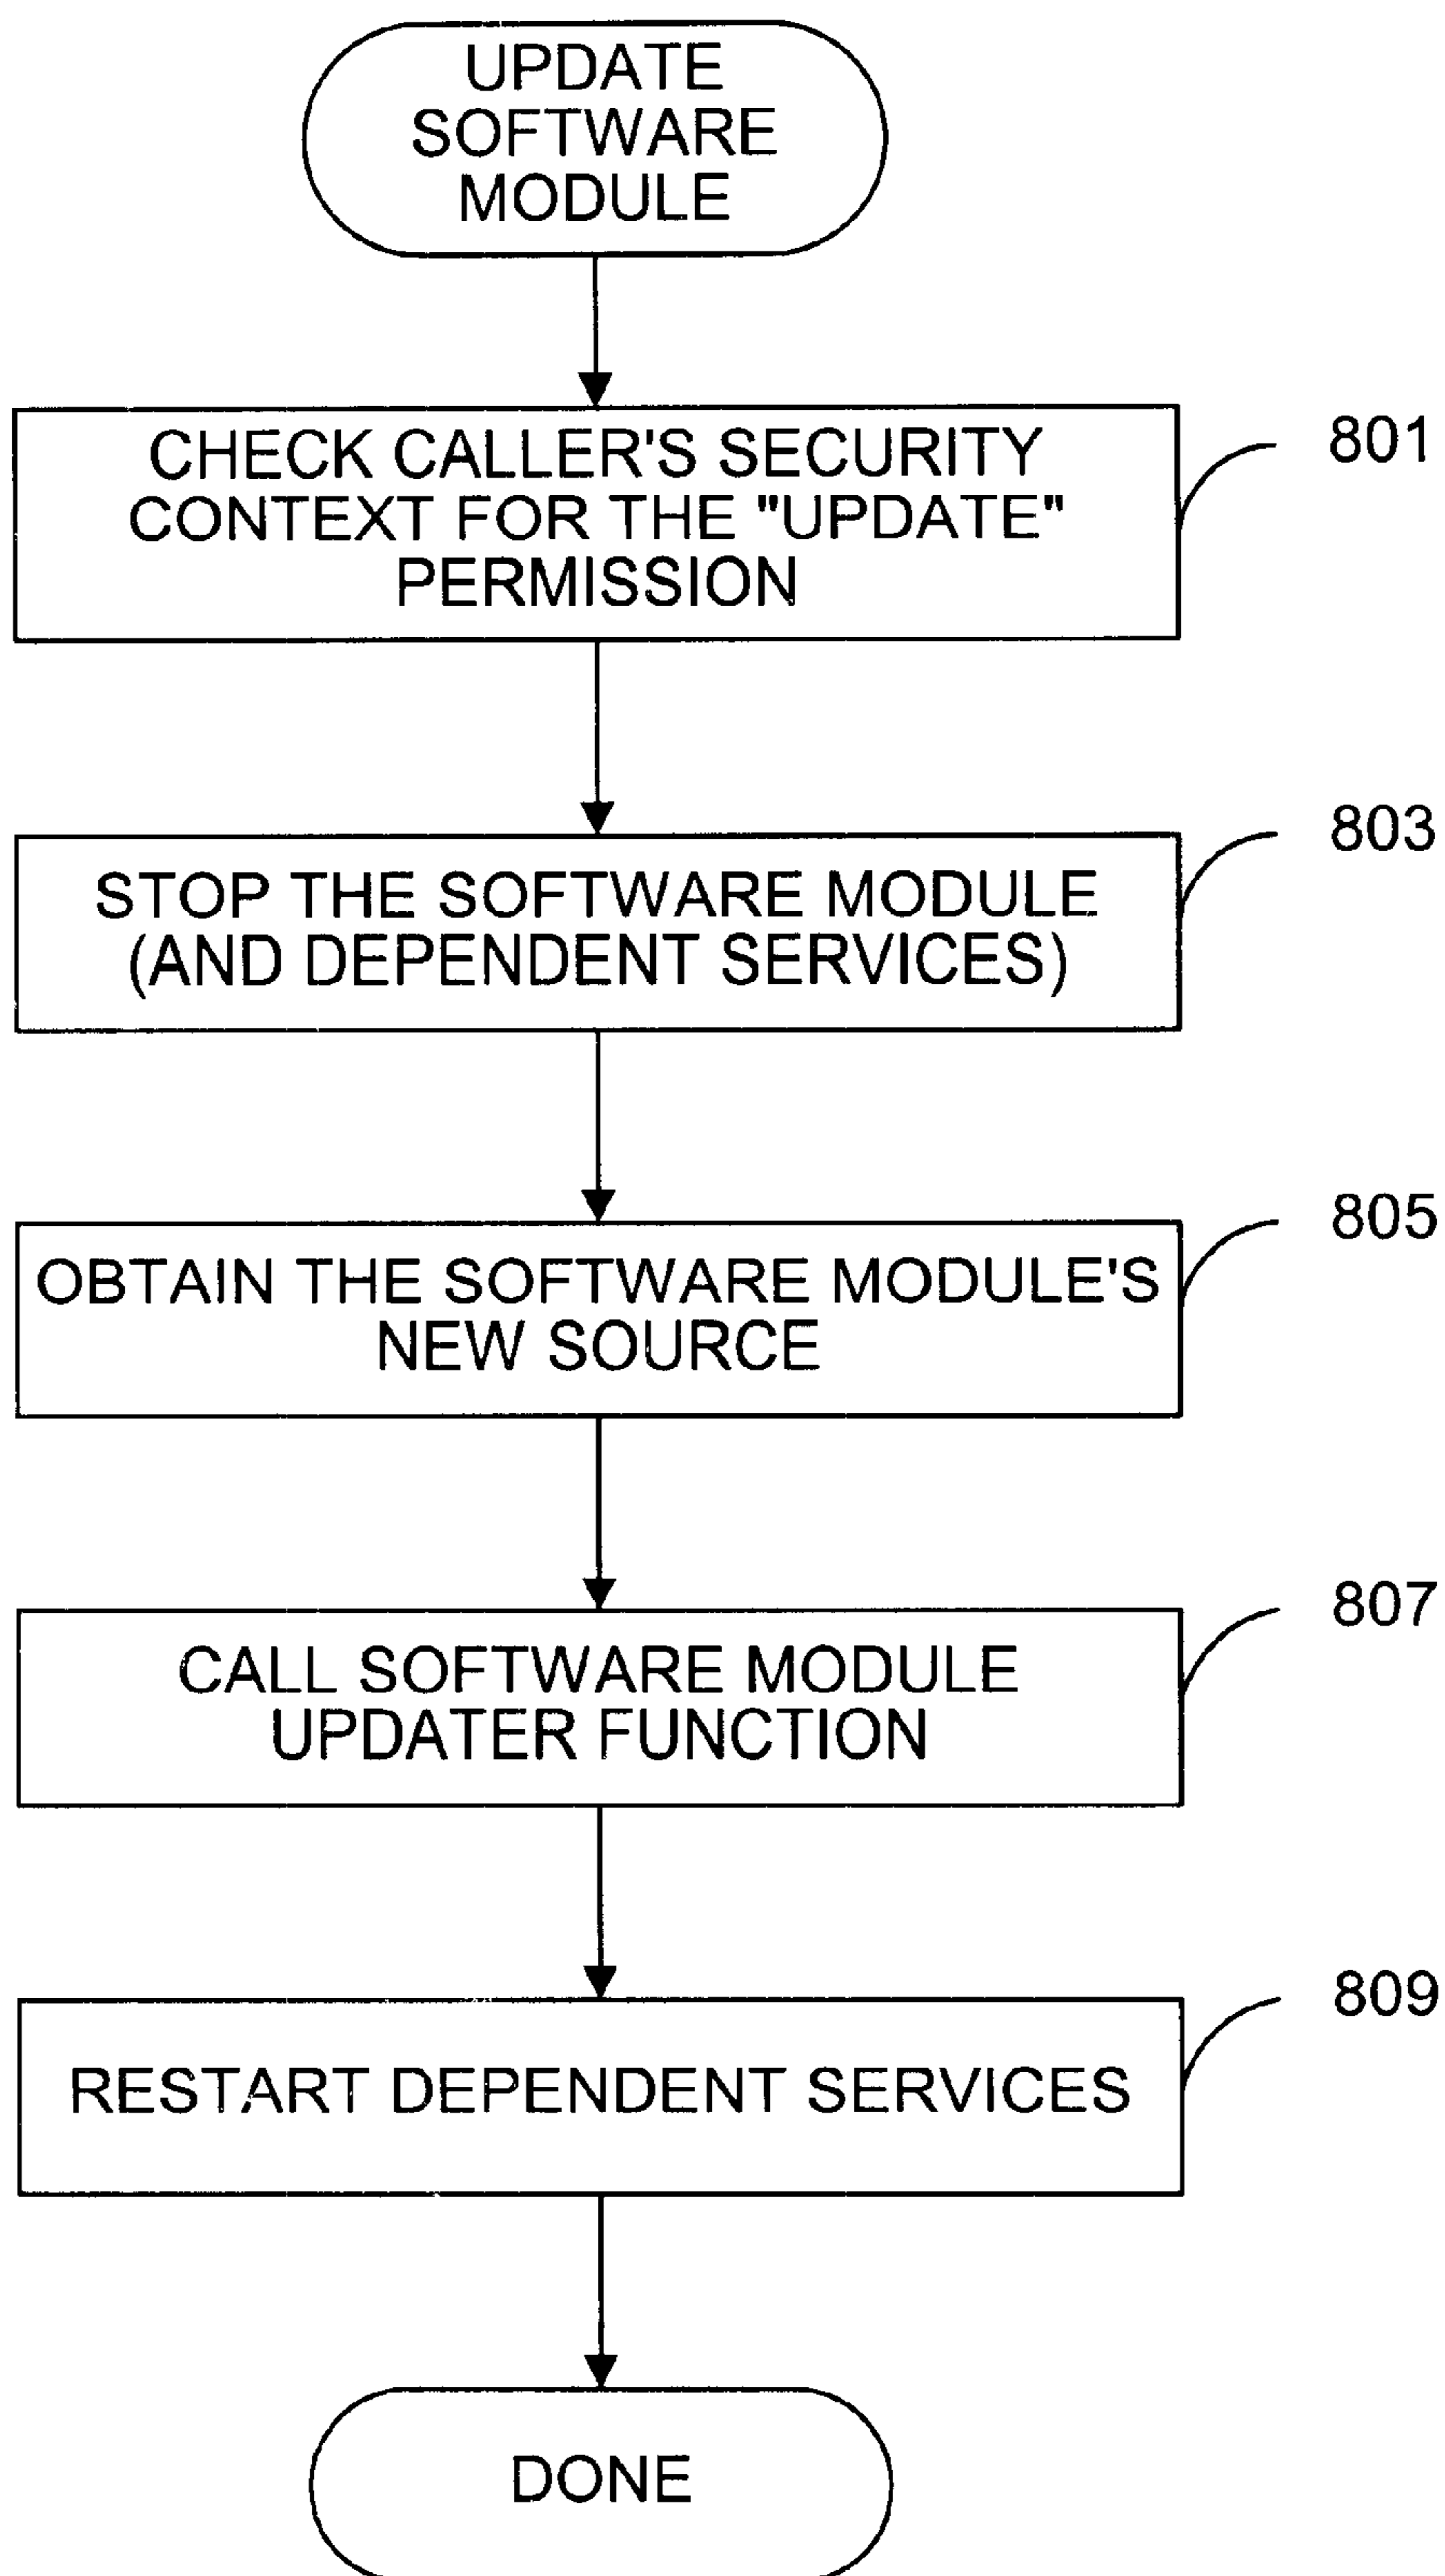 UPDATE
SOFTWARE
MODULE
CHECK CALLER'S SECURITY
CONTEXT FOR THE "UPDATE"
PERMISSION
801
STOP THE SOFTWARE MODULE
(AND DEPENDENT SERVICES)
803
OBTAIN THE SOFTWARE MODULE'S
NEW SOURCE
805
CALL SOFTWARE MODULE
UPDATER FUNCTION
807
RESTART DEPENDENT SERVICES
809
DONE